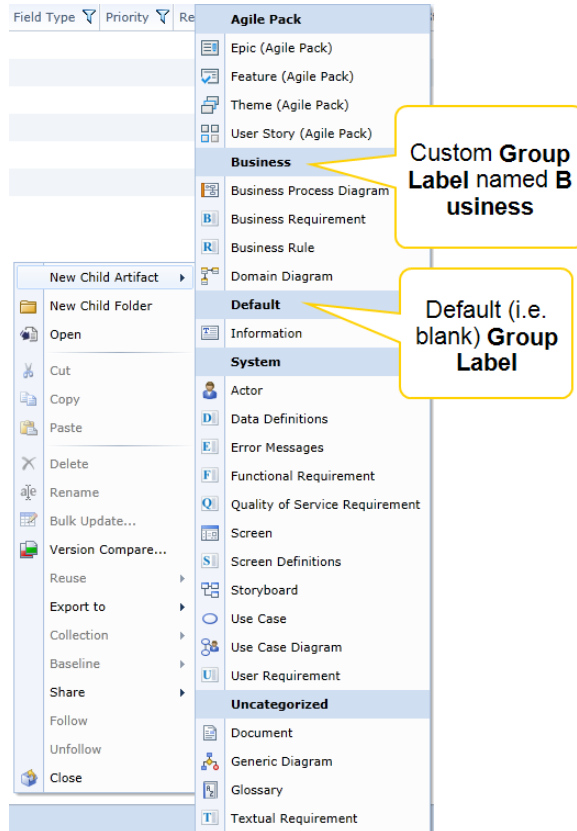 Field Type Priority Re
Agile Pack
Epic (Agile Pack)
Feature (Agile Pack)
Theme (Agile Pack)
User Story (Agile Pack)
Business
Business Process Diagram
Business Requirement
Business Rule
Domain Diagram
Default
Information
System
Actor
Data Definitions
Error Messages
Functional Requirement
Quality of Service Requirement
Screen
Screen Definitions
Storyboard
Use Case
Use Case Diagram
User Requirement
Uncategorized
Document
Generic Diagram
Glossary
Textual Requirement
Custom Group
Label named B
usiness
Default (i.e.
blank) Group
Label
New Child Artifact
New Child Folder
Open
Cut
Copy
Paste
Delete
Rename
Bulk Update...
Version Compare...
Reuse
Export to
Collection
Baseline
Share
Follow
Unfollow
Close